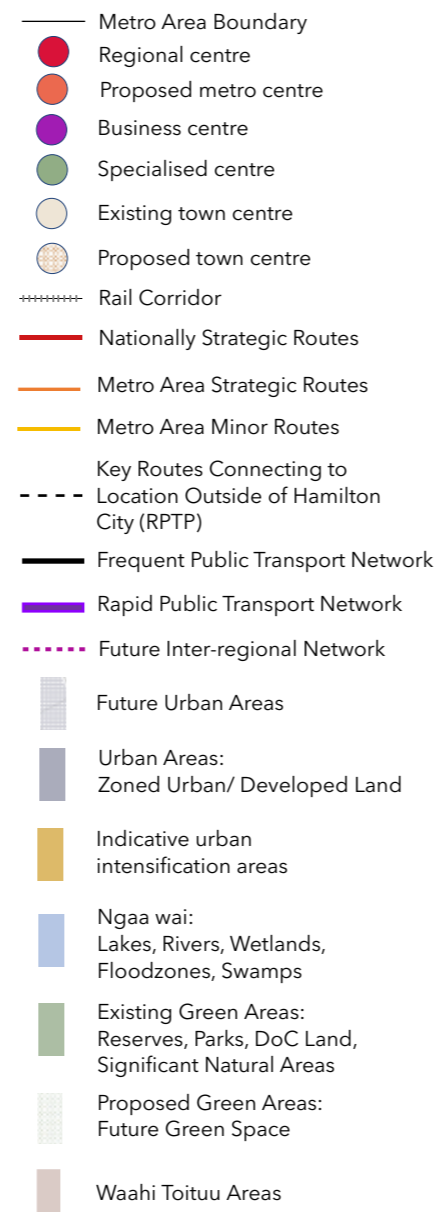 Metro Area Boundary
Regional centre
Proposed metro centre
Business centre
Specialised centre
Existing town centre
Proposed town centre
Rail Corridor
Nationally Strategic Routes
Metro Area Strategic Routes
Metro Area Minor Routes
Key Routes Connecting to
Location Outside of Hamilton
City (RPTP)
Frequent Public Transport Network
Rapid Public Transport Network
Future Inter-regional Network
Future Urban Areas
Urban Areas:
Zoned Urban/ Developed Land
Indicative urban
intensification areas
Ngaa wai:
Lakes, Rivers, Wetlands,
Floodzones, Swamps
Existing Green Areas:
Reserves, Parks, DoC Land,
Significant Natural Areas
Proposed Green Areas:
Future Green Space
Waahi Toituu Areas